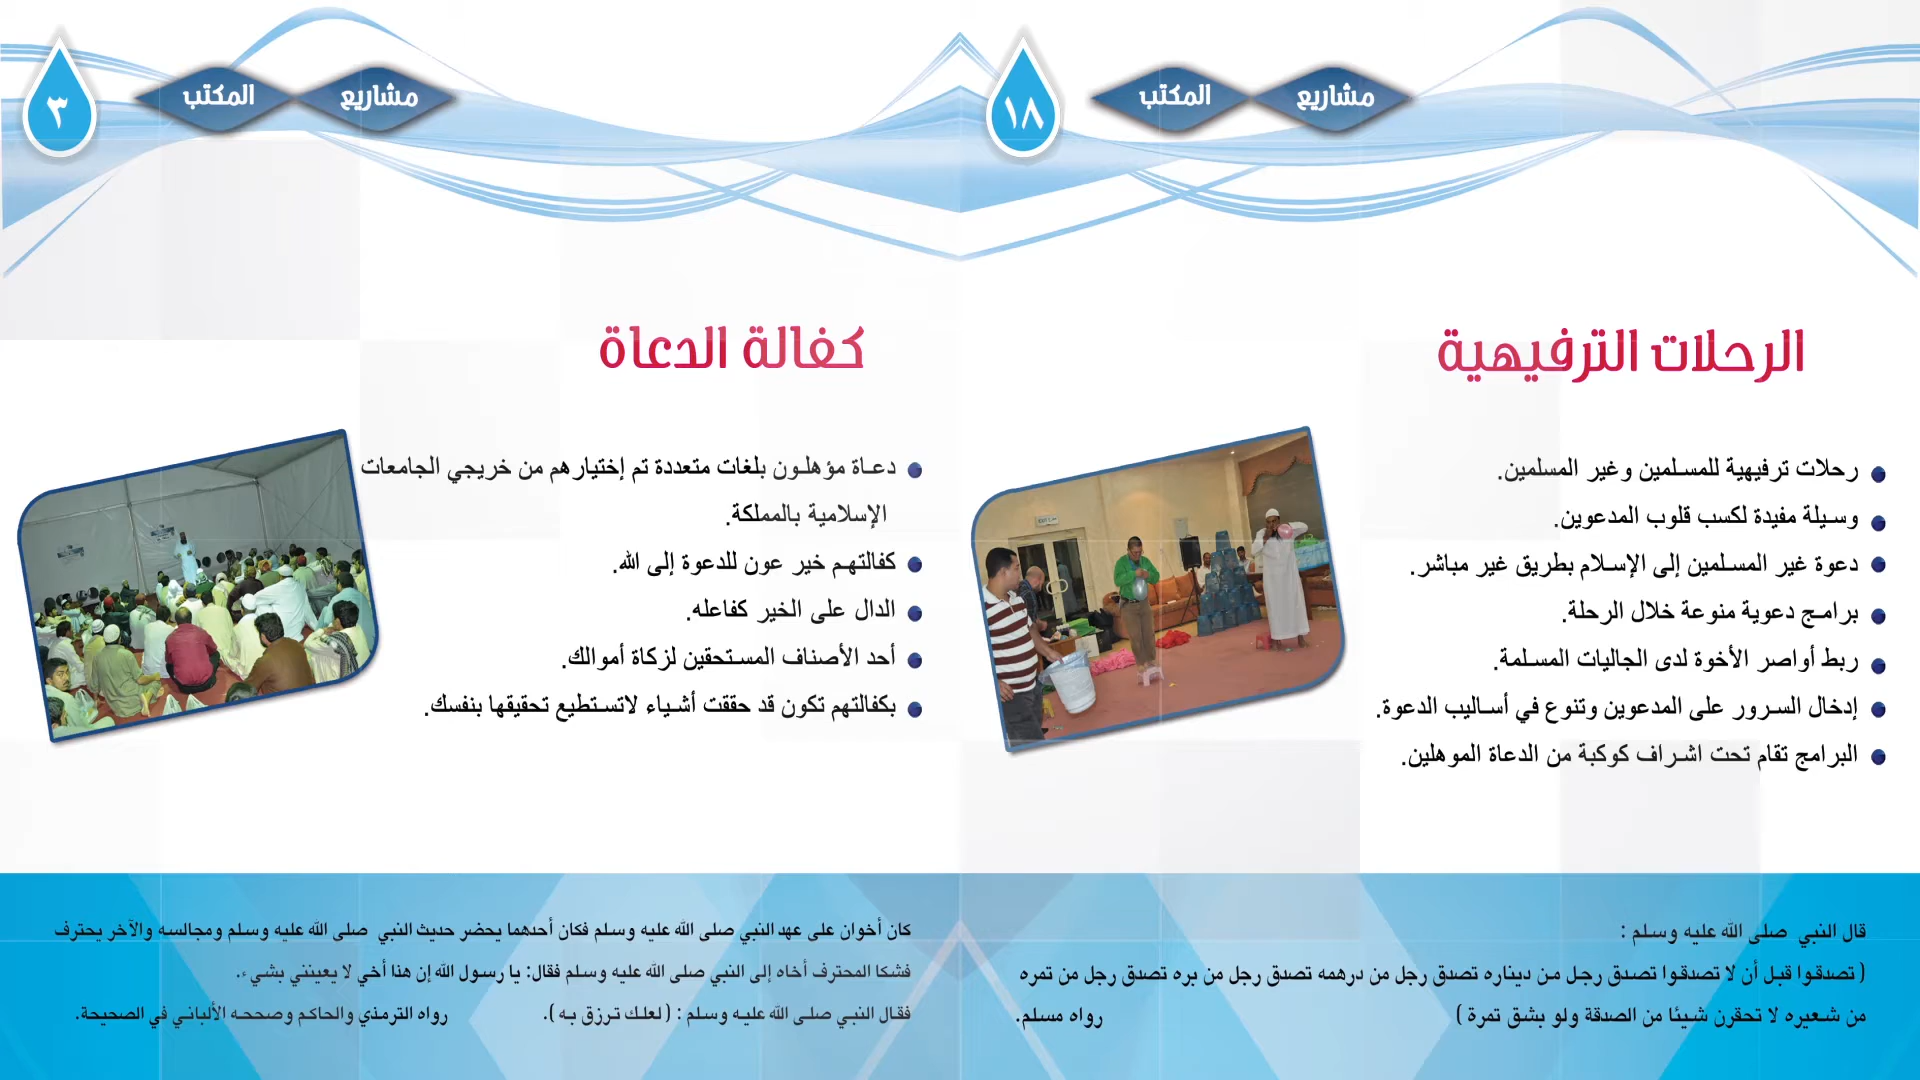 مشاريع المكتب
١٨
الرحلات الترفيهية
رحلات ترفيهية للمسلمين وغير المسلمين.
وسيلة مفيدة لكسب قلوب المدعوين.
دعوة غير المسلمين إلى الإسلام بطريق غير مباشر.
برامج دعوية منوعة خلال الرحلة.
ربط أواصر الأخوة لدى الجاليات المسلمة.
إدخال السرور على المدعوين وتنوع في أساليب الدعوة.
البرامج تقام تحت اشراف كوكبة من الدعاة الموهلين.
قال النبي صلى الله عليه وسلم :
( تصدقوا قبل أن لا تصدقوا تصدق رجل من ديناره تصدق رجل من درهمه تصدق رجل من بره تصدق رجل من تمره
من شعيره لا تحقرن شيئا من الصدقة ولو بشق تمرة ) رواه مسلم.
مشاريع المكتب
٣
كفالة الدعاة
دعاة مؤهلون بلغات متعددة تم إختيارهم من خريجي الجامعات
الإسلامية بالمملكة.
كفالتهم خير عون للدعوة إلى الله.
الدال على الخير كفاعله.
أحد الأصناف المستحقين لزكاة أموالك.
بكفالتهم تكون قد حققت أشياء لاتستطيع تحقيقها بنفسك.
كان أخوان على عهد النبي صلى الله عليه وسلم فكان أحدهما يحضر حديث النبي صلى الله عليه وسلم ومجالسه والآخر يحترف
فشكا المحترف أخاه إلى النبي صلى الله عليه وسلم فقال: يا رسول الله إن هذا أخي لا يعينني بشيء.
فقال النبي صلى الله عليه وسلم : ( لعلك ترزق به ). رواه الترمذي والحاكم وصححه الألباني في الصحيحة.